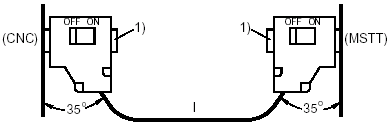 OFF ON 1) 1) OFF ON
(CNC) (MSTT)
35° I 35°